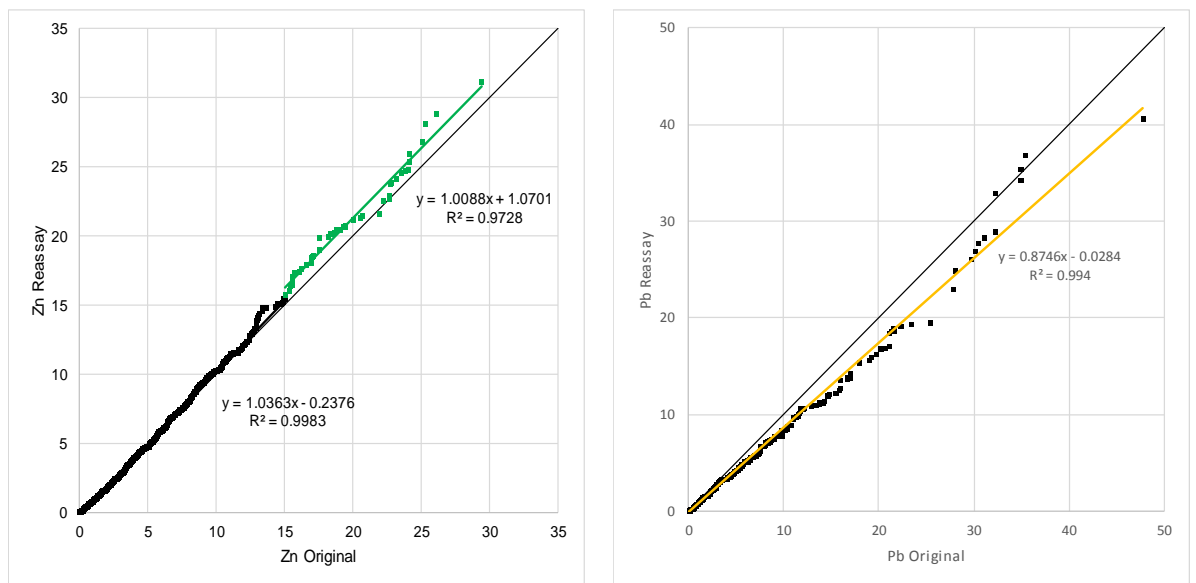 35
30
25
20
15
10
5
0
Zn Reassay
y = 1.0088x + 1.0701
R² = 0.9728
y = 1.0363x - 0.2376
R² = 0.9983
0 5 10 15 20 25 30 35
Zn Original
50
40
30
20
10
0
Pb Reassay
y = 0.8746x - 0.0284
R² = 0.994
0 10 20 30 40 50
Pb Original